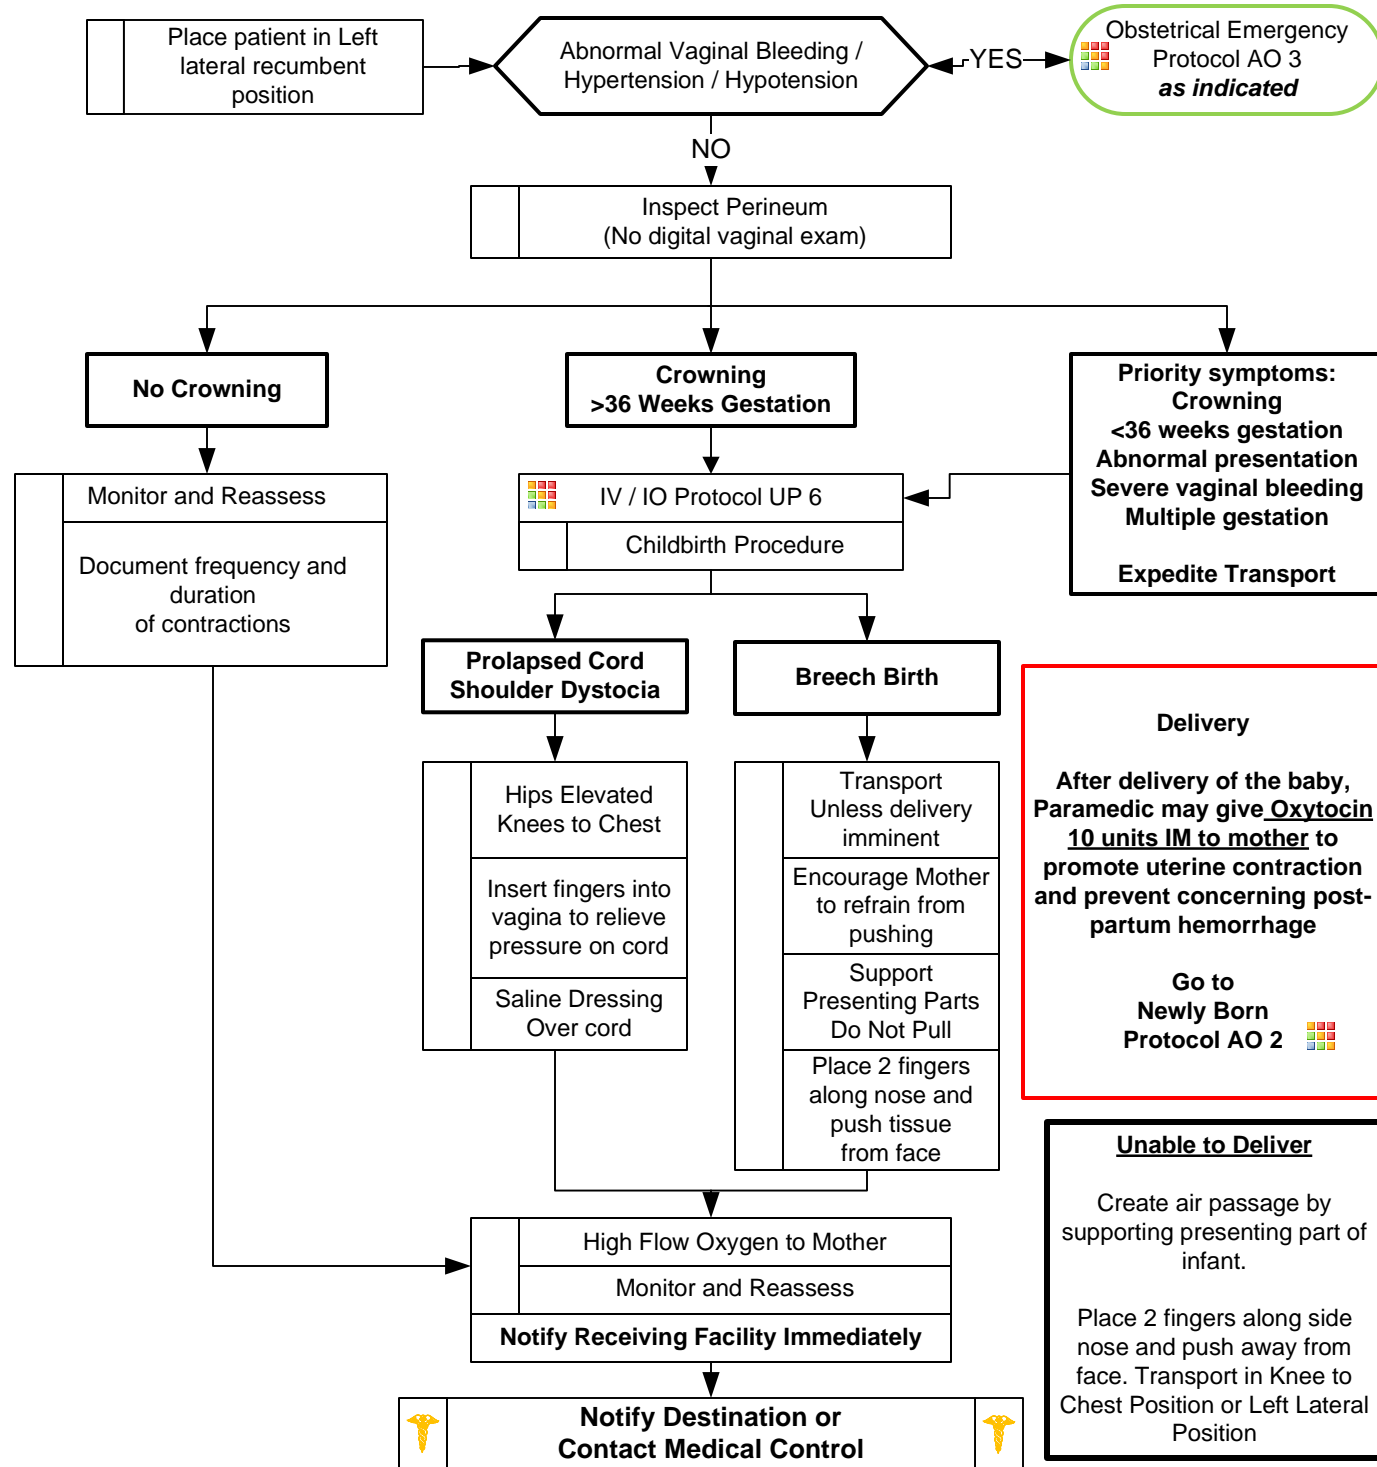 Place patient in Left
lateral recumbent
position
Abnormal Vaginal Bleeding /
Hypertension / Hypotension
YES
Obstetrical Emergency
Protocol AO 3
as indicated
NO
Inspect Perineum
(No digital vaginal exam)
No Crowning
Crowning
>36 Weeks Gestation
Priority symptoms:
Crowning
<36 weeks gestation
Abnormal presentation
Severe vaginal bleeding
Multiple gestation
Expedite Transport
Monitor and Reassess
Document frequency and
duration
of contractions
IV / IO Protocol UP 6
Childbirth Procedure
Prolapsed Cord
Shoulder Dystocia
Breech Birth
Hips Elevated
Knees to Chest
Insert fingers into
vagina to relieve
pressure on cord
Saline Dressing
Over cord
Transport
Unless delivery
imminent
Encourage Mother
to refrain from
pushing
Support
Presenting Parts
Do Not Pull
Place 2 fingers
along nose and
push tissue
from face
Delivery
After delivery of the baby,
Paramedic may give Oxytocin
10 units IM to mother to
promote uterine contraction
and prevent concerning post-
partum hemorrhage
Go to
Newly Born
Protocol AO 2
Unable to Deliver
Create air passage by
supporting presenting part of
infant.
Place 2 fingers along side
nose and push away from
face. Transport in Knee to
Chest Position or Left Lateral
Position
High Flow Oxygen to Mother
Monitor and Reassess
Notify Receiving Facility Immediately
Notify Destination or
Contact Medical Control